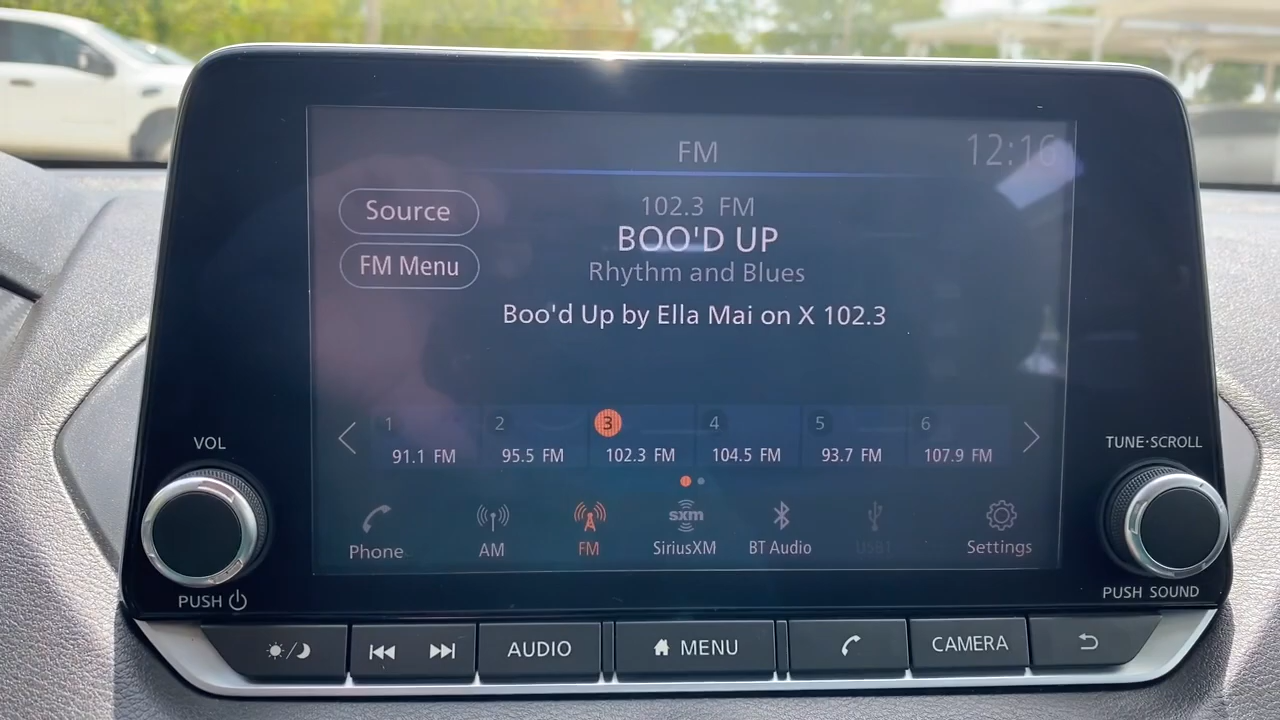 FM
12:16
Source
FM Menu
102.3 FM
BOO'D UP
Rhythm and Blues
Boo'd Up by Ella Mai on X 102.3
1 2 3 4 5 6
91.1 FM 95.5 FM 102.3 FM 104.5 FM 93.7 FM 107.9 FM
sxm
Phone AM FM SiriusXM BT Audio USB1 Settings
VOL
PUSH
TUNE·SCROLL
PUSH SOUND
AUDIO MENU CAMERA